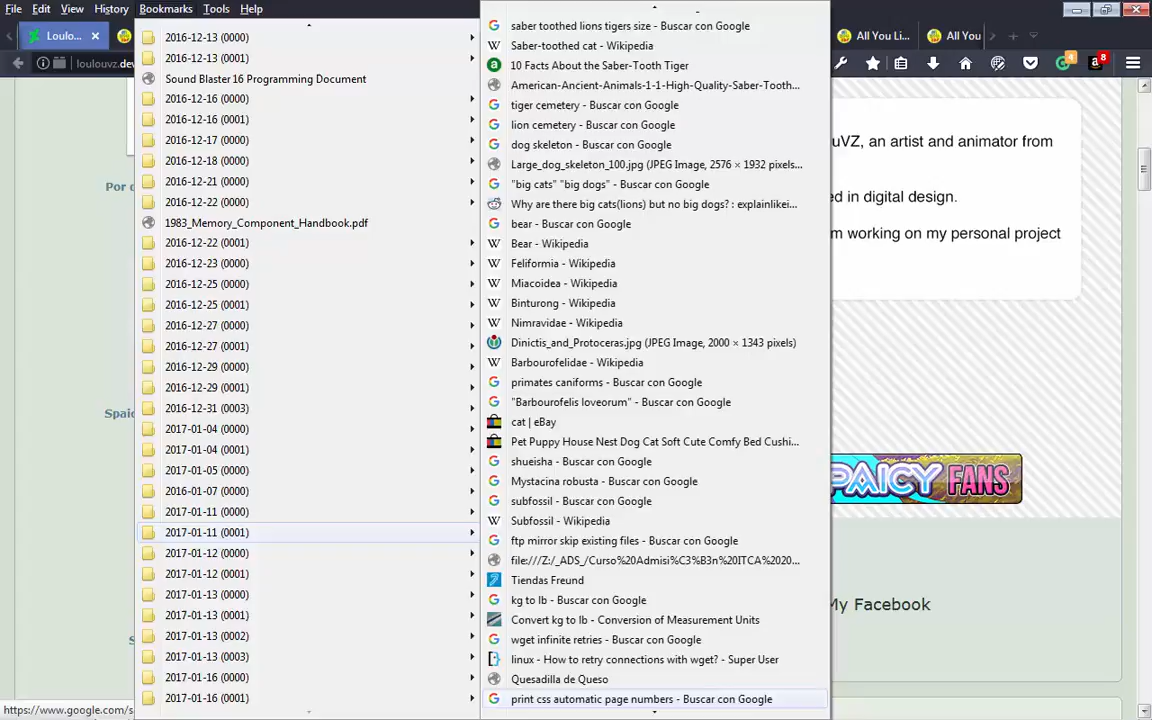 File Edit View History Bookmarks Tools Help
Loulo...
All You Li...
All You
loulouvz.dev
4
8
2016-12-13 (0000)
2016-12-13 (0001)
Sound Blaster 16 Programming Document
2016-12-16 (0000)
2016-12-16 (0001)
2016-12-17 (0000)
2016-12-18 (0000)
2016-12-21 (0000)
2016-12-22 (0000)
1983_Memory_Component_Handbook.pdf
2016-12-22 (0001)
2016-12-23 (0000)
2016-12-25 (0000)
2016-12-25 (0001)
2016-12-27 (0000)
2016-12-27 (0001)
2016-12-29 (0000)
2016-12-29 (0001)
2016-12-31 (0003)
2017-01-04 (0000)
2017-01-04 (0001)
2017-01-05 (0000)
2016-01-07 (0000)
2017-01-11 (0000)
2017-01-11 (0001)
2017-01-12 (0000)
2017-01-12 (0001)
2017-01-13 (0000)
2017-01-13 (0001)
2017-01-13 (0002)
2017-01-13 (0003)
2017-01-16 (0000)
2017-01-16 (0001)
saber toothed lions tigers size - Buscar con Google
Saber-toothed cat - Wikipedia
10 Facts About the Saber-Tooth Tiger
American-Ancient-Animals-1-1-High-Quality-Saber-Tooth...
tiger cemetery - Buscar con Google
lion cemetery - Buscar con Google
dog skeleton - Buscar con Google
Large_dog_skeleton_100.jpg (JPEG Image, 2576 × 1932 pixels...
"big cats" "big dogs" - Buscar con Google
Why are there big cats(lions) but no big dogs? : explainlikei...
bear - Buscar con Google
Bear - Wikipedia
Feliformia - Wikipedia
Miacoidea - Wikipedia
Binturong - Wikipedia
Nimravidae - Wikipedia
Dinictis_and_Protoceras.jpg (JPEG Image, 2000 × 1343 pixels)
Barbourofelidae - Wikipedia
primates caniforms - Buscar con Google
"Barbourofelis loveorum" - Buscar con Google
cat | eBay
Pet Puppy House Nest Dog Cat Soft Cute Comfy Bed Cushi...
shueisha - Buscar con Google
Mystacina robusta - Buscar con Google
subfossil - Buscar con Google
Subfossil - Wikipedia
ftp mirror skip existing files - Buscar con Google
file:///Z:/_ADS_/Curso%20Admisi%C3%B3n%20ITCA%2020...
Tiendas Freund
kg to lb - Buscar con Google
Convert kg to lb - Conversion of Measurement Units
wget infinite retries - Buscar con Google
linux - How to retry connections with wget? - Super User
Quesadilla de Queso
print css automatic page numbers - Buscar con Google
uVZ, an artist and animator from
ed in digital design.
m working on my personal project
Por d
Spaic
PAICY FANS
My Facebook
S
https://www.google.com/s